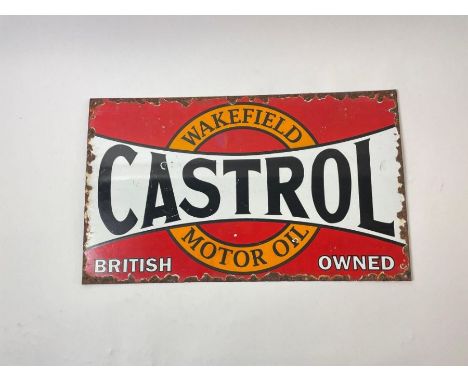 WAKEFIELD
CASTROL
MOTOR OIL
BRITISH OWNED